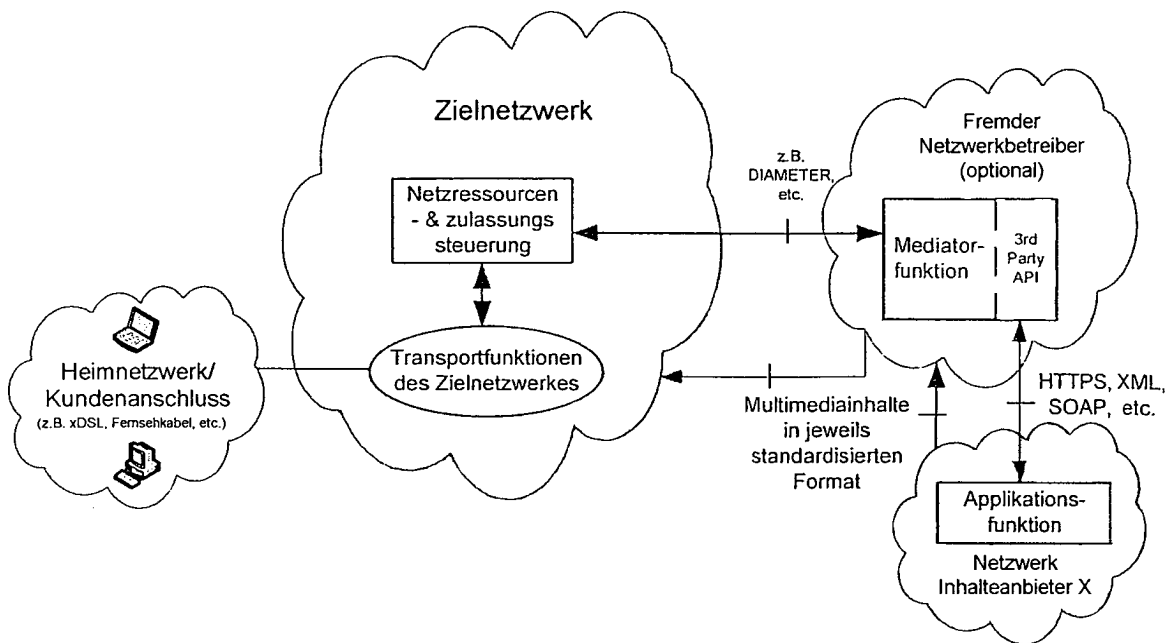 Zielnetzwerk
Netzressourcen
- & zulassungs
steuerung
Transportfunktionen
des Zielnetzwerkes
Heimnetzwerk/
Kundenanschluss
(z.B. xDSL, Fernsehkabel, etc.)
z.B.
DIAMETER,
etc.
Fremder
Netzwerkbetreiber
(optional)
Mediator-
funktion
3rd
Party
API
Multimediainhalte
in jeweils
standardisierten
Format
HTTPS, XML,
SOAP, etc.
Applikations-
funktion
Netzwerk
Inhalteanbieter X